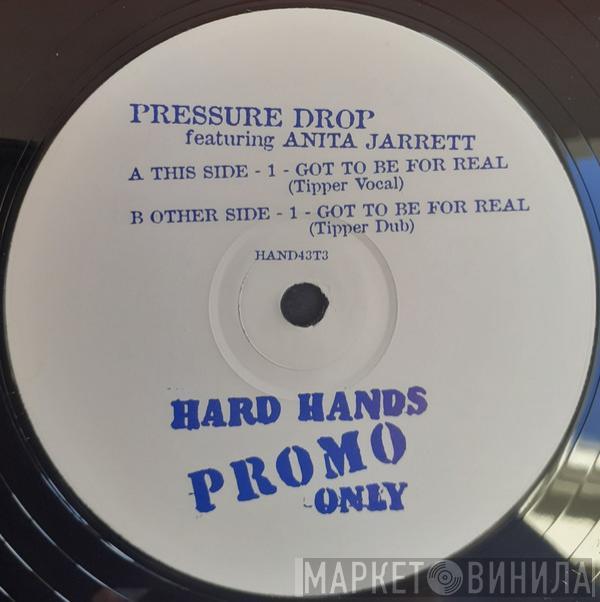 PRESSURE DROP
featuring ANITA JARRETT
A THIS SIDE - 1 - GOT TO BE FOR REAL
(Tipper Vocal)
B OTHER SIDE - 1 - GOT TO BE FOR REAL
(Tipper Dub)
HAND43T3
HARD HANDS
PROMO
ONLY
МАРКЕТ ВИНИЛА